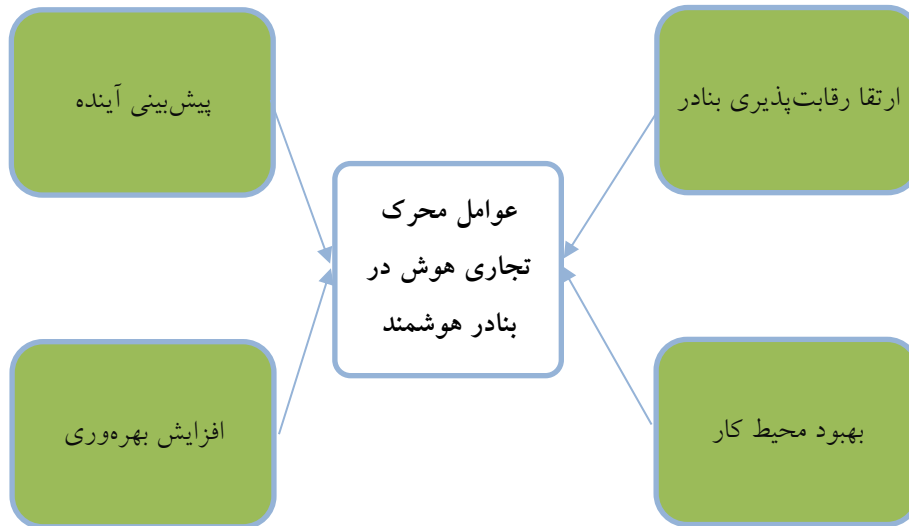 ارتقا رقابت‌پذیری بنادر
پیش‌بینی آینده
عوامل محرک
تجاری هوش در
بنادر هوشمند
بهبود محیط کار
افزایش بهره‌وری